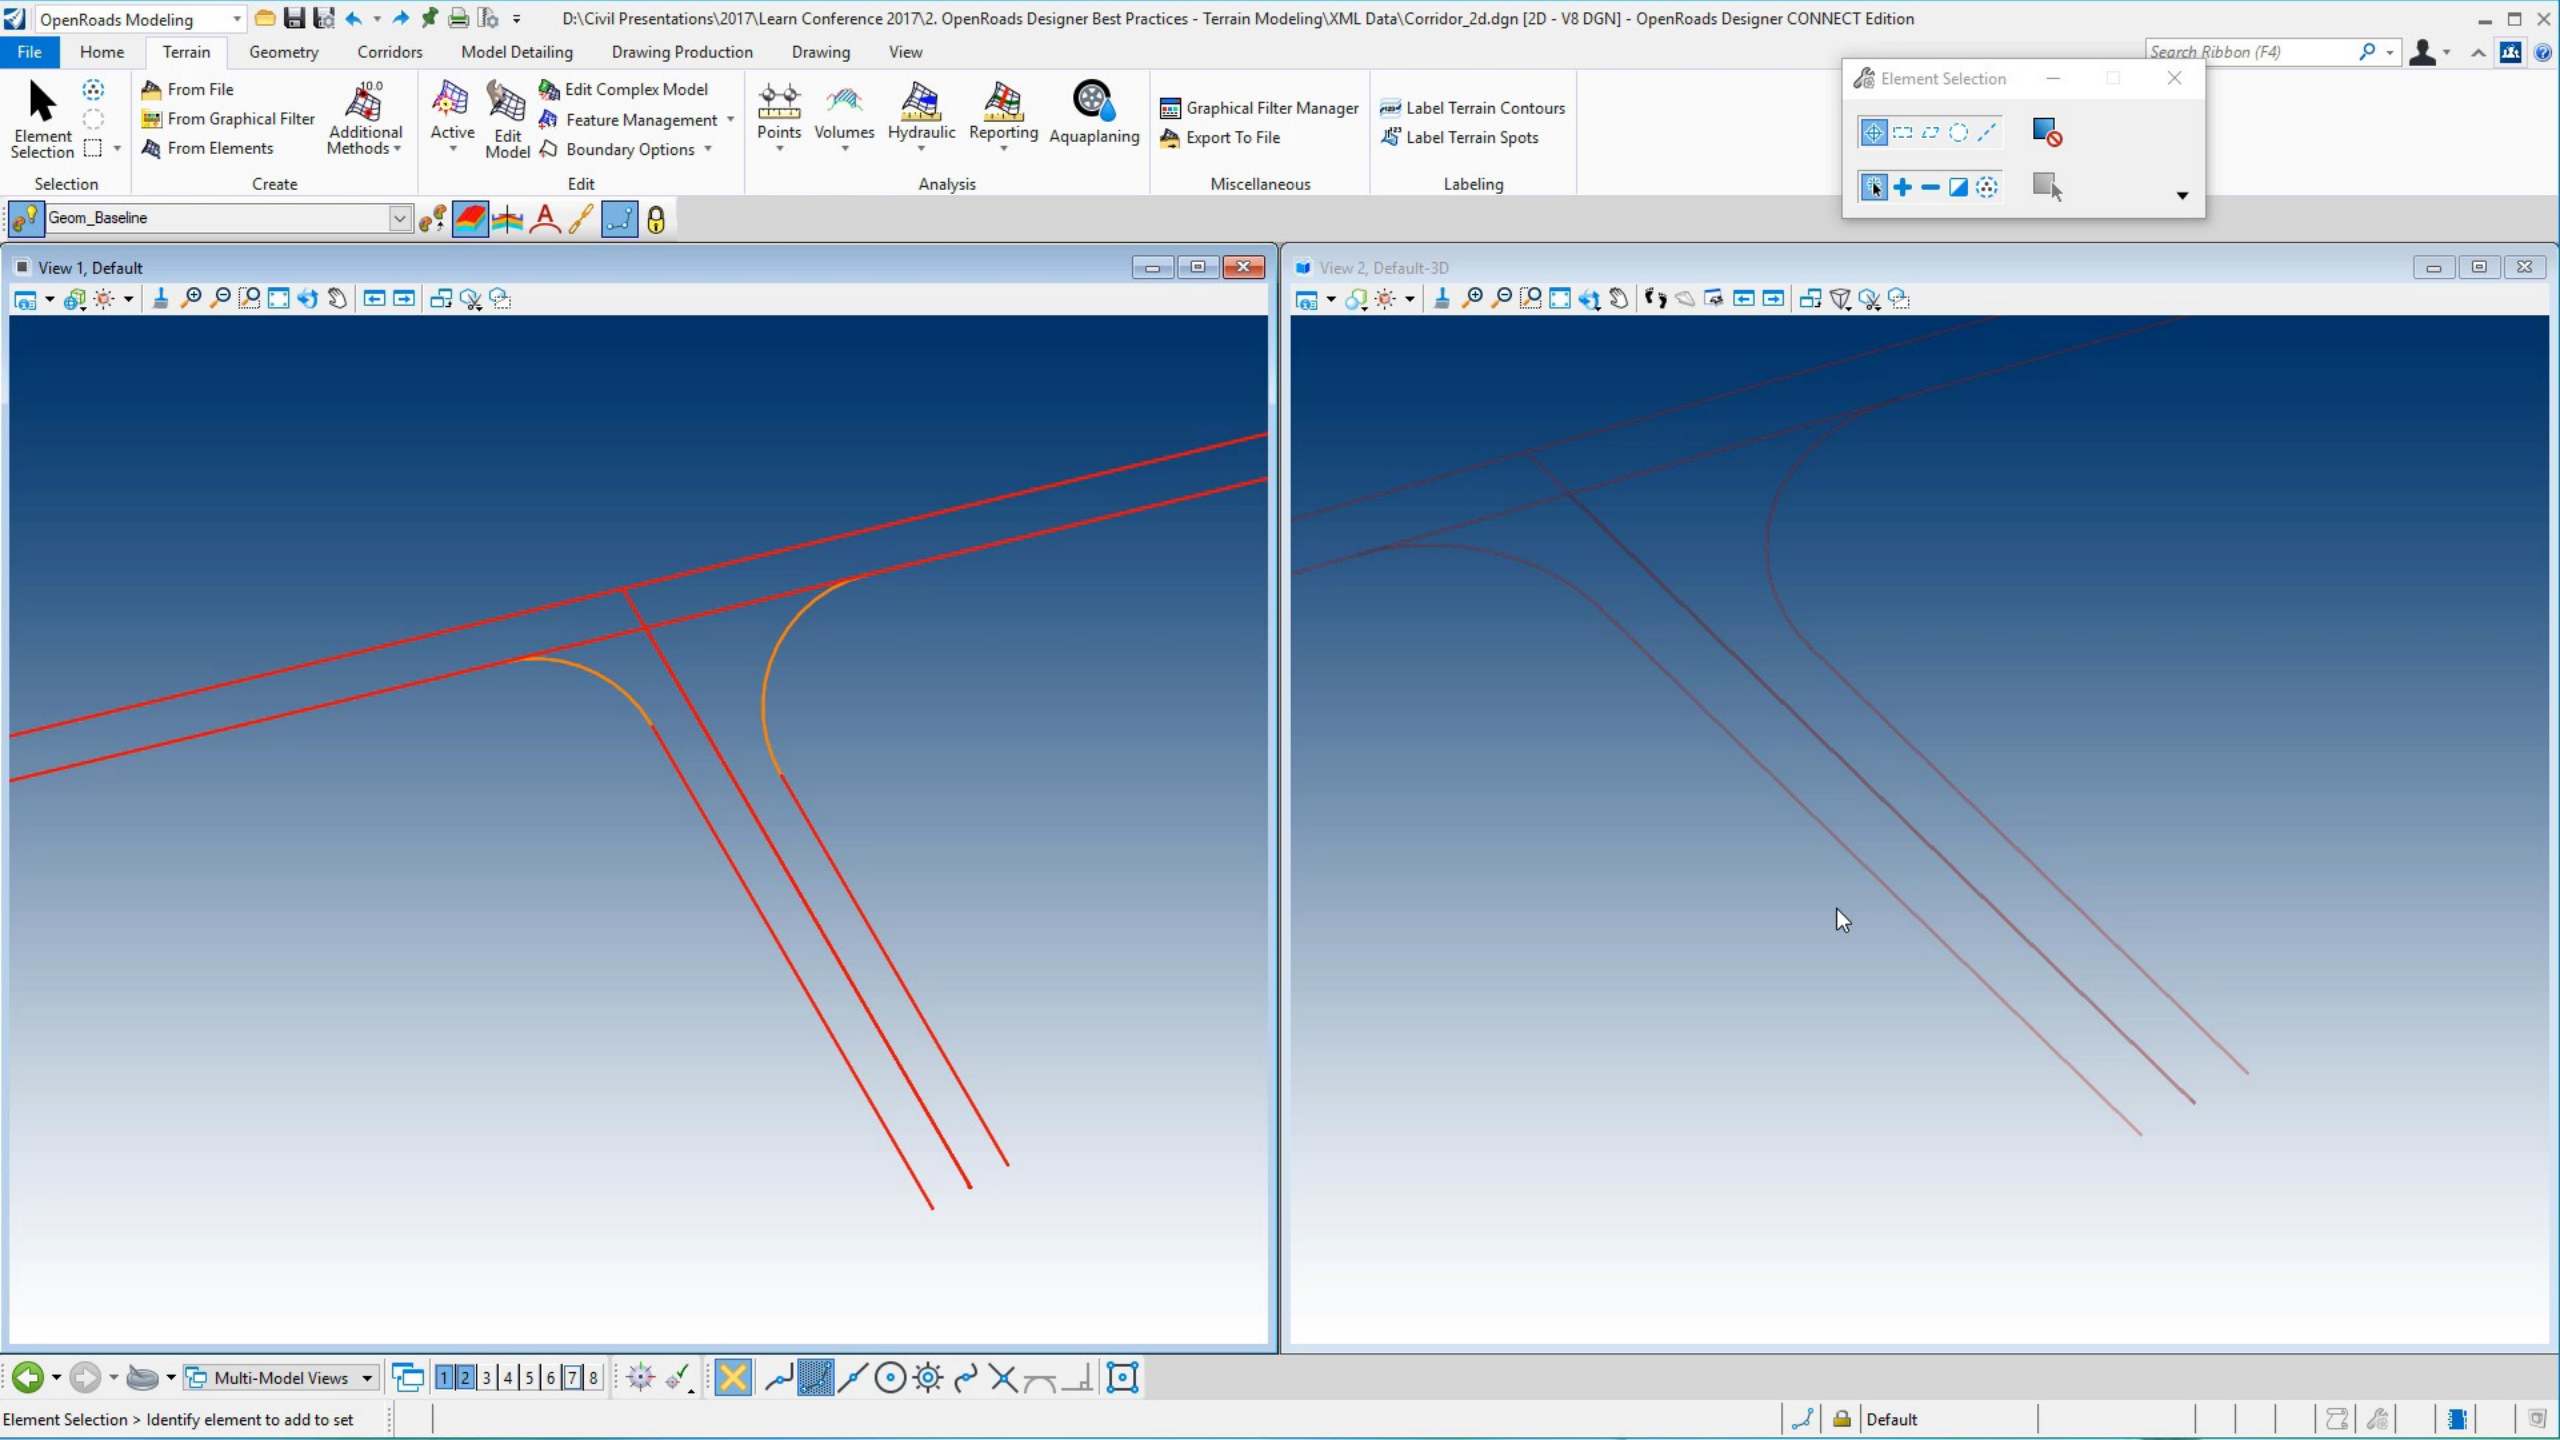 OpenRoads Modeling
D:\Civil Presentations\2017\Learn Conference 2017\2. OpenRoads Designer Best Practices - Terrain Modeling\XML Data\Corridor_2d.dgn [2D - V8 DGN] - OpenRoads Designer CONNECT Edition
File Home Terrain Geometry Corridors Model Detailing Drawing Production Drawing View
Search Ribbon (F4)
Element Selection
From File
From Graphical Filter
From Elements
10.0
Additional Methods
Active
Edit Model
Edit Complex Model
Feature Management
Boundary Options
Points
Volumes
Hydraulic
Reporting
Aquaplaning
Graphical Filter Manager
Export To File
Label Terrain Contours
Label Terrain Spots
Selection
Create
Edit
Analysis
Miscellaneous
Labeling
Element Selection
Geom_Baseline
View 1, Default
View 2, Default-3D
Multi-Model Views
1 2 3 4 5 6 7 8
Element Selection > Identify element to add to set
Default